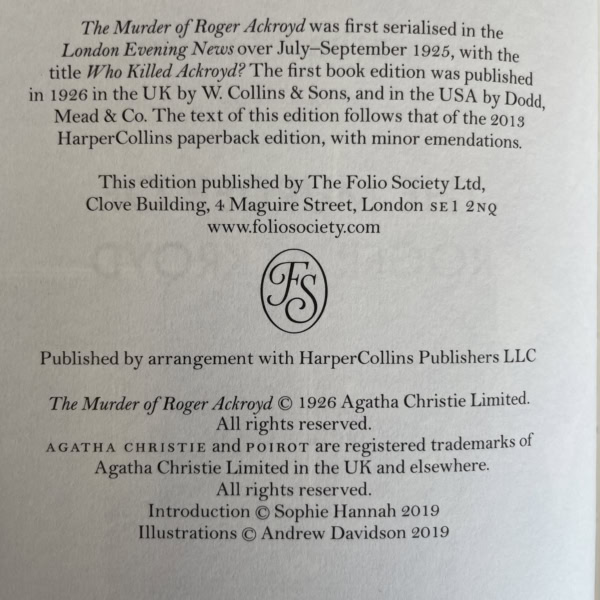 The Murder of Roger Ackroyd was first serialised in the
London Evening News over July–September 1925, with the
title Who Killed Ackroyd? The first book edition was published
in 1926 in the UK by W. Collins & Sons, and in the USA by Dodd,
Mead & Co. The text of this edition follows that of the 2013
HarperCollins paperback edition, with minor emendations.
This edition published by The Folio Society Ltd,
Clove Building, 4 Maguire Street, London SE1 2NQ
www.foliosociety.com
FS
Published by arrangement with HarperCollins Publishers LLC
The Murder of Roger Ackroyd © 1926 Agatha Christie Limited.
All rights reserved.
AGATHA CHRISTIE and POIROT are registered trademarks of
Agatha Christie Limited in the UK and elsewhere.
All rights reserved.
Introduction © Sophie Hannah 2019
Illustrations © Andrew Davidson 2019